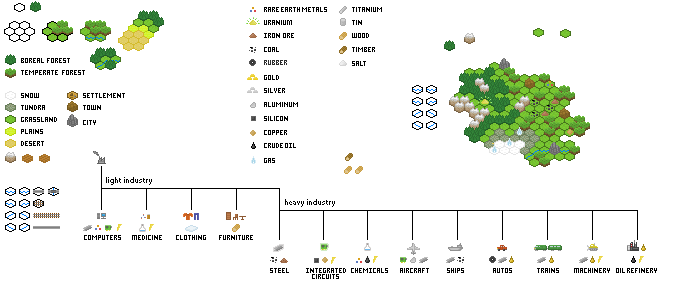 BOREAL FOREST
TEMPERATE FOREST
SNOW
TUNDRA
GRASSLAND
PLAINS
DESERT
SETTLEMENT
TOWN
CITY
RARE EARTH METALS
URANIUM
IRON ORE
COAL
RUBBER
GOLD
SILVER
ALUMINUM
SILICON
COPPER
CRUDE OIL
GAS
TITANIUM
TIN
WOOD
TIMBER
SALT
light industry
COMPUTERS
MEDICINE
CLOTHING
FURNITURE
heavy industry
STEEL
INTEGRATED
CIRCUITS
CHEMICALS
AIRCRAFT
SHIPS
AUTOS
TRAINS
MACHINERY
OIL REFINERY